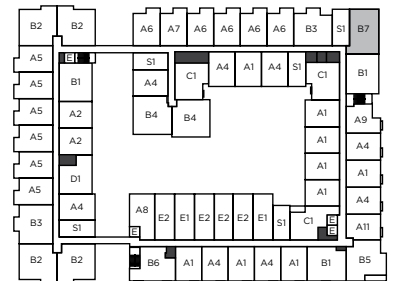 B2 B2 A6 A7 A6 A6 A6 B3 S1 B7
A5 E B1 S1 C1 A4 A1 A4 S1 C1 B1
A5 A4
A5 A2 B4 B4 A1 A9
A5 A2 A1 A4
A5 D1 A1 A1
A5 A4 A1 A4
B3 S1 A8 E E2 E1 E2 E2 E2 E1 S1 C1 E E A11
B2 B2 B6 A1 A4 A1 A4 A1 B1 B5